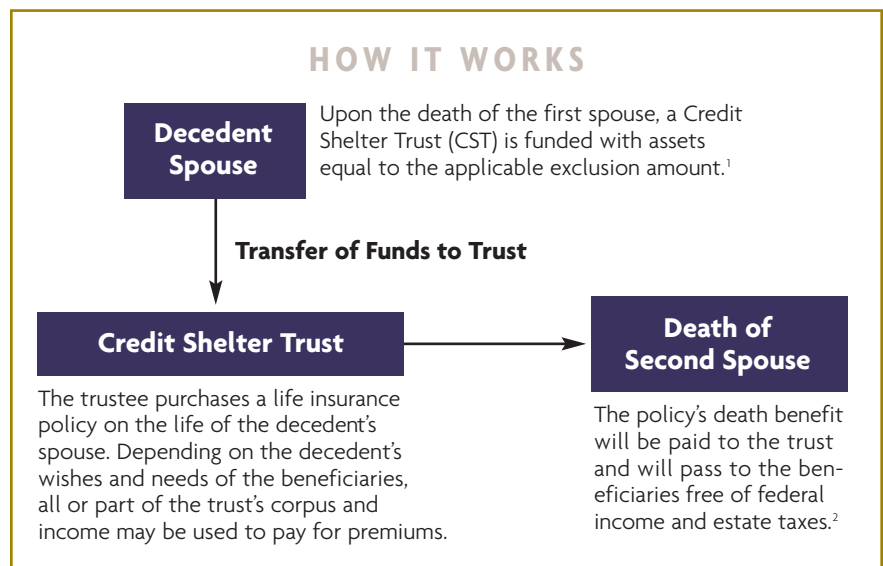 HOW IT WORKS
Decedent
Spouse
Upon the death of the first spouse, a Credit
Shelter Trust (CST) is funded with assets
equal to the applicable exclusion amount.¹
Transfer of Funds to Trust
Credit Shelter Trust
The trustee purchases a life insurance
policy on the life of the decedent's
spouse. Depending on the decedent's
wishes and needs of the beneficiaries,
all or part of the trust's corpus and
income may be used to pay for premiums.
Death of
Second Spouse
The policy's death benefit
will be paid to the trust
and will pass to the ben-
eficiaries free of federal
income and estate taxes.²